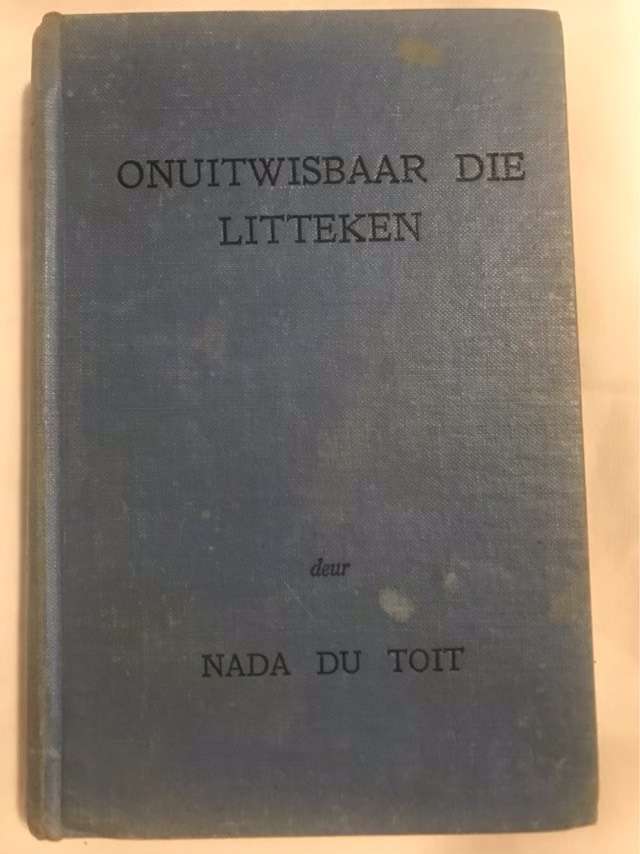 ONUITWISBAAR DIE
LITTEKEN
deur
NADA DU TOIT